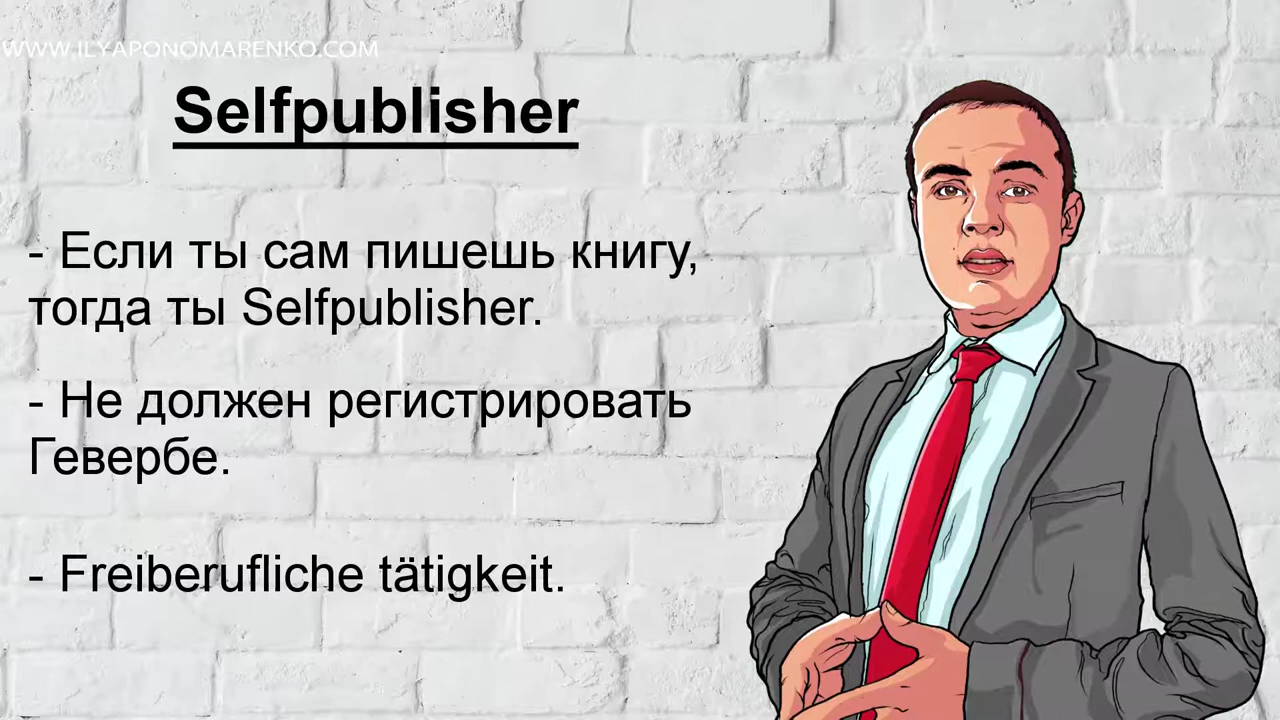 WWW.ILYAPONOMARENKO.COM
Selfpublisher
- Если ты сам пишешь книгу,
тогда ты Selfpublisher.
- Не должен регистрировать
Гевербе.
- Freiberufliche tätigkeit.